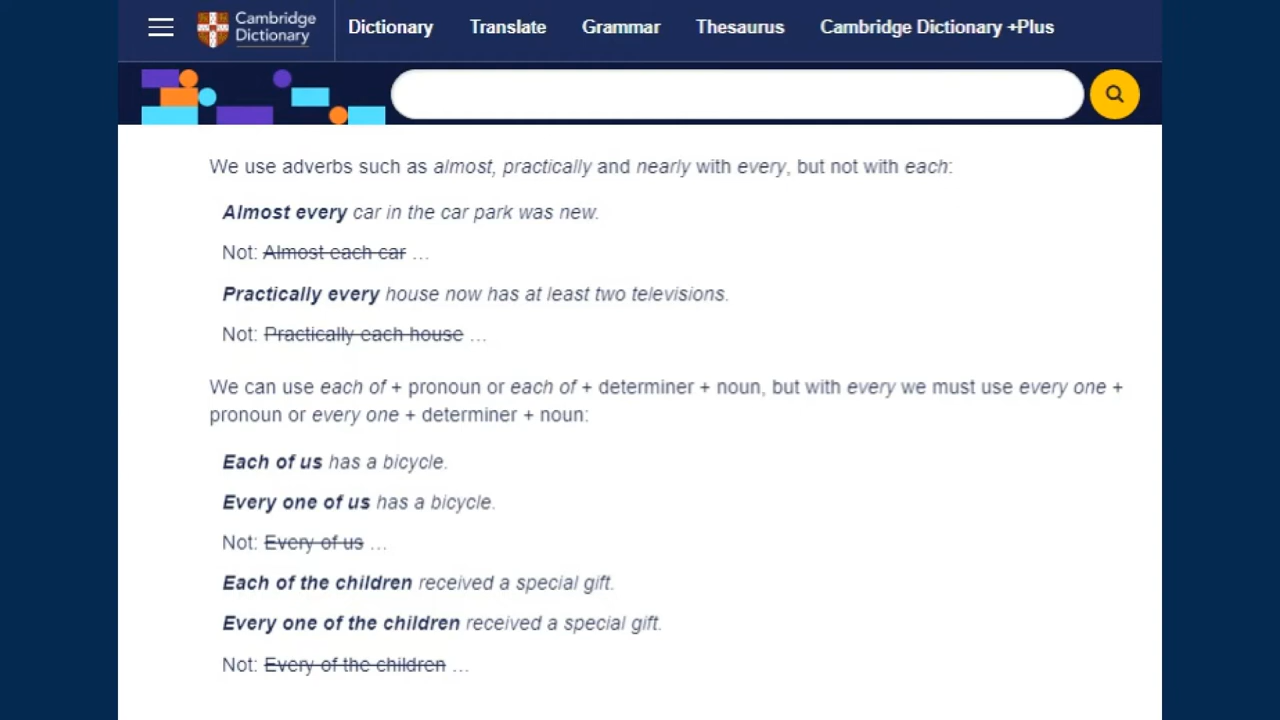 Cambridge
Dictionary
Dictionary Translate Grammar Thesaurus Cambridge Dictionary +Plus
We use adverbs such as almost, practically and nearly with every, but not with each:
Almost every car in the car park was new.
Not: Almost each car …
Practically every house now has at least two televisions.
Not: Practically each house …
We can use each of + pronoun or each of + determiner + noun, but with every we must use every one +
pronoun or every one + determiner + noun:
Each of us has a bicycle.
Every one of us has a bicycle.
Not: Every of us …
Each of the children received a special gift.
Every one of the children received a special gift.
Not: Every of the children …